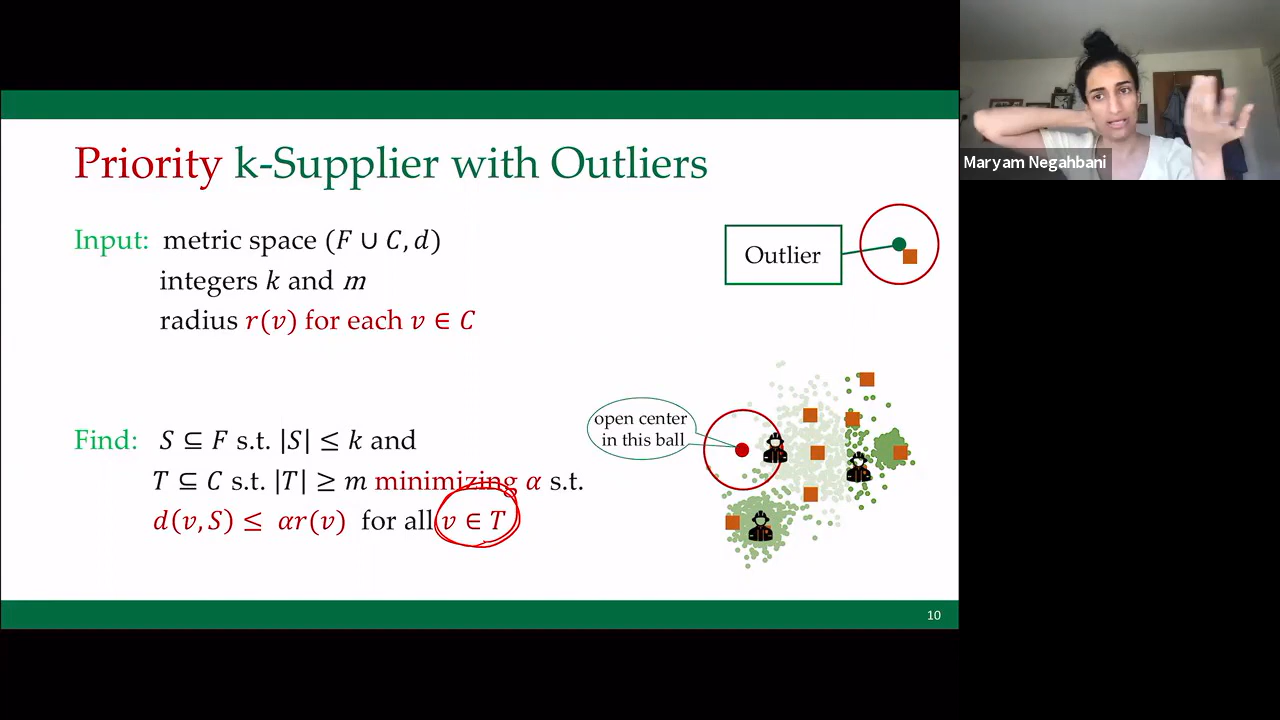 Priority k-Supplier with Outliers
Input: metric space (F ∪ C, d)
integers k and m
radius r(v) for each v ∈ C
Outlier
open center
in this ball
Find: S ⊆ F s.t. |S| ≤ k and
T ⊆ C s.t. |T| ≥ m minimizing α s.t.
d(v, S) ≤ αr(v) for all v ∈ T
10
Maryam Negahbani